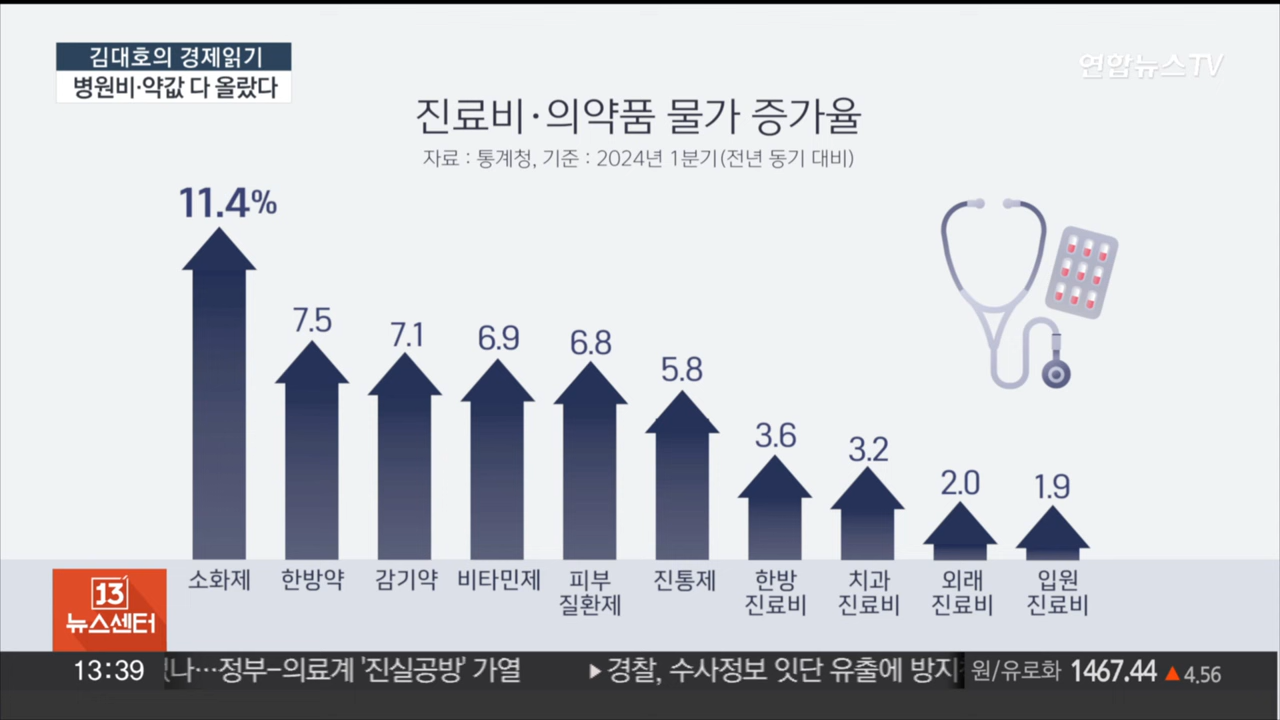 김대호의 경제읽기
병원비·약값 다 올랐다
연합뉴스TV
진료비·의약품 물가 증가율
자료 : 통계청, 기준 : 2024년 1분기(전년 동기 대비)
11.4%
7.5
7.1
6.9
6.8
5.8
3.6
3.2
2.0
1.9
소화제
한방약
감기약
비타민제
피부
질환제
진통제
한방
진료비
치과
진료비
외래
진료비
입원
진료비
13
뉴스센터
13:39
나…정부-의료계 '진실공방' 가열
▶경찰, 수사정보 잇단 유출에 방지
원/유로화 1467.44 ▲4.56